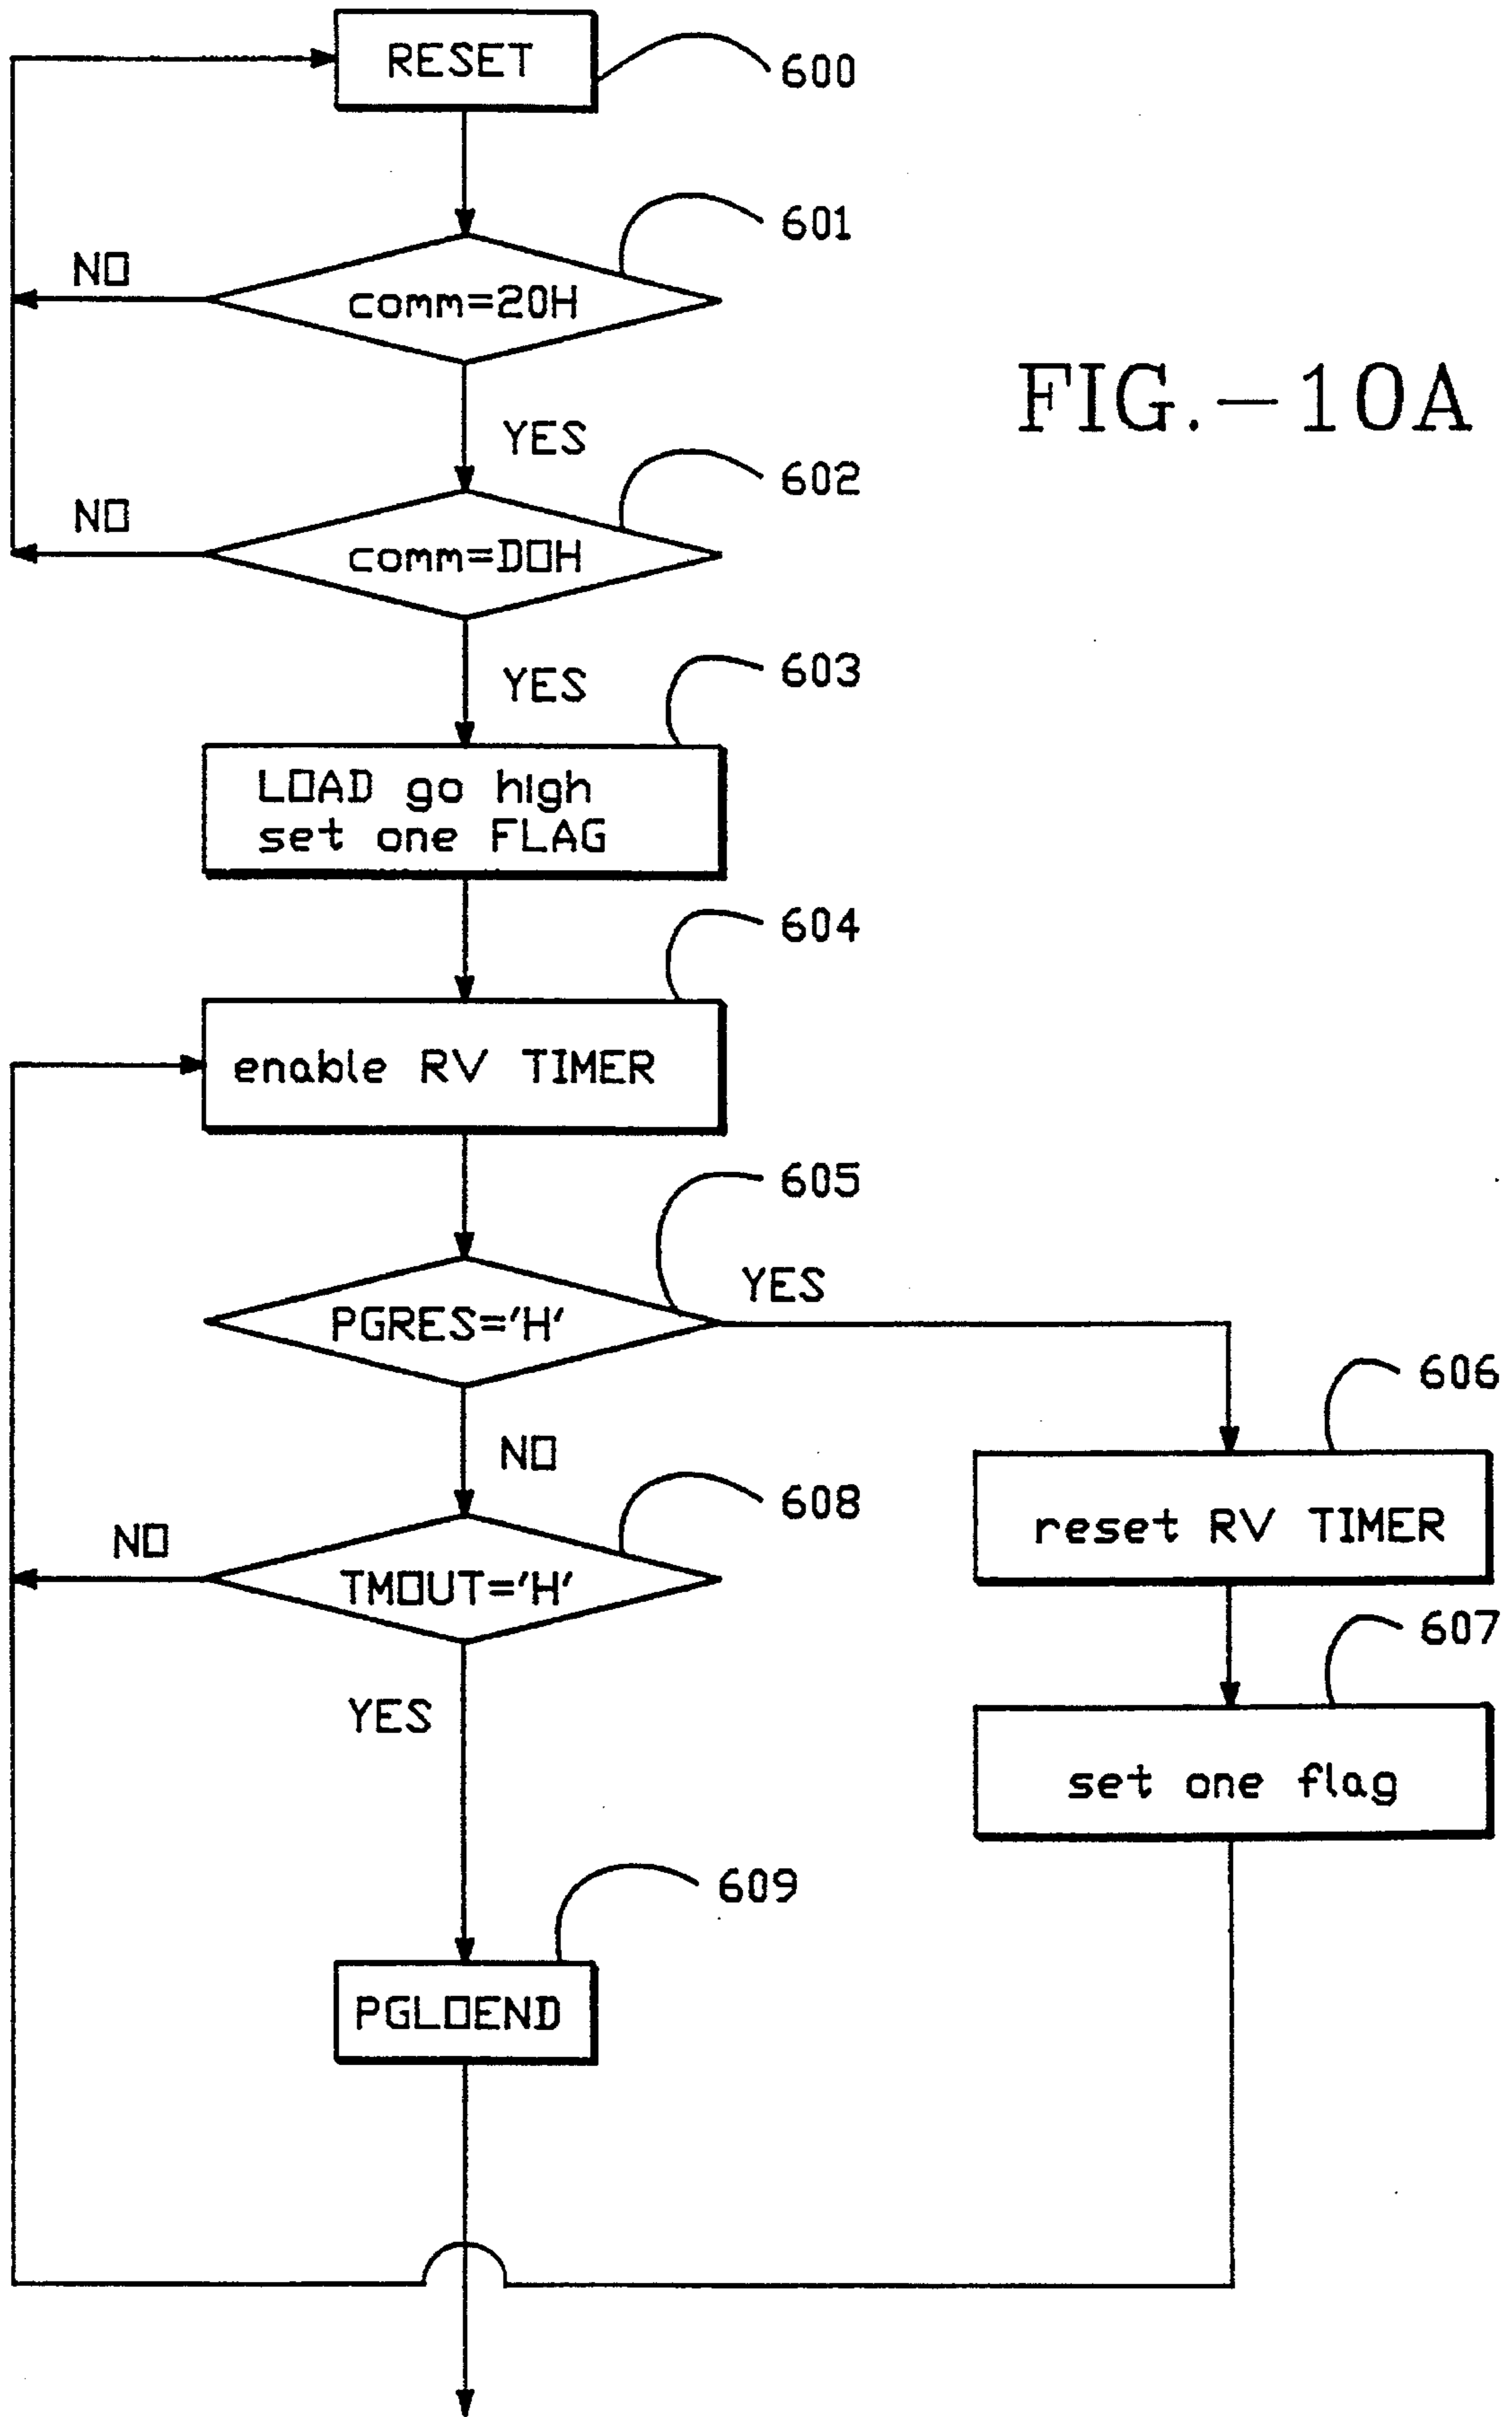 RESET
600
601
NO
comm=20H
FIG.-10A
YES
602
NO
comm=D0H
YES
603
LOAD go high
set one FLAG
604
enable RV TIMER
605
YES
PGRES='H'
606
NO
608
reset RV TIMER
NO
TMOUT='H'
607
YES
set one flag
609
PGLOEND